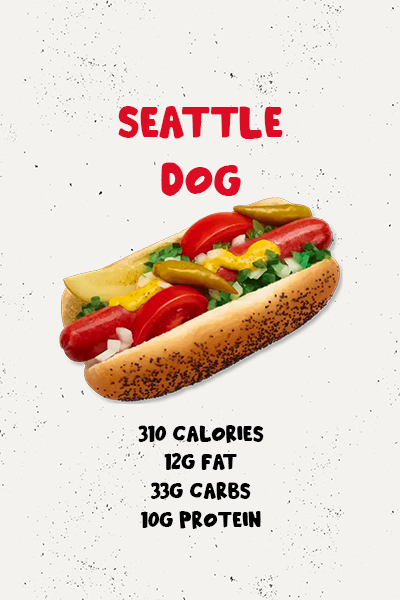 SEATTLE
DOG
310 CALORIES
12G FAT
33G CARBS
10G PROTEIN